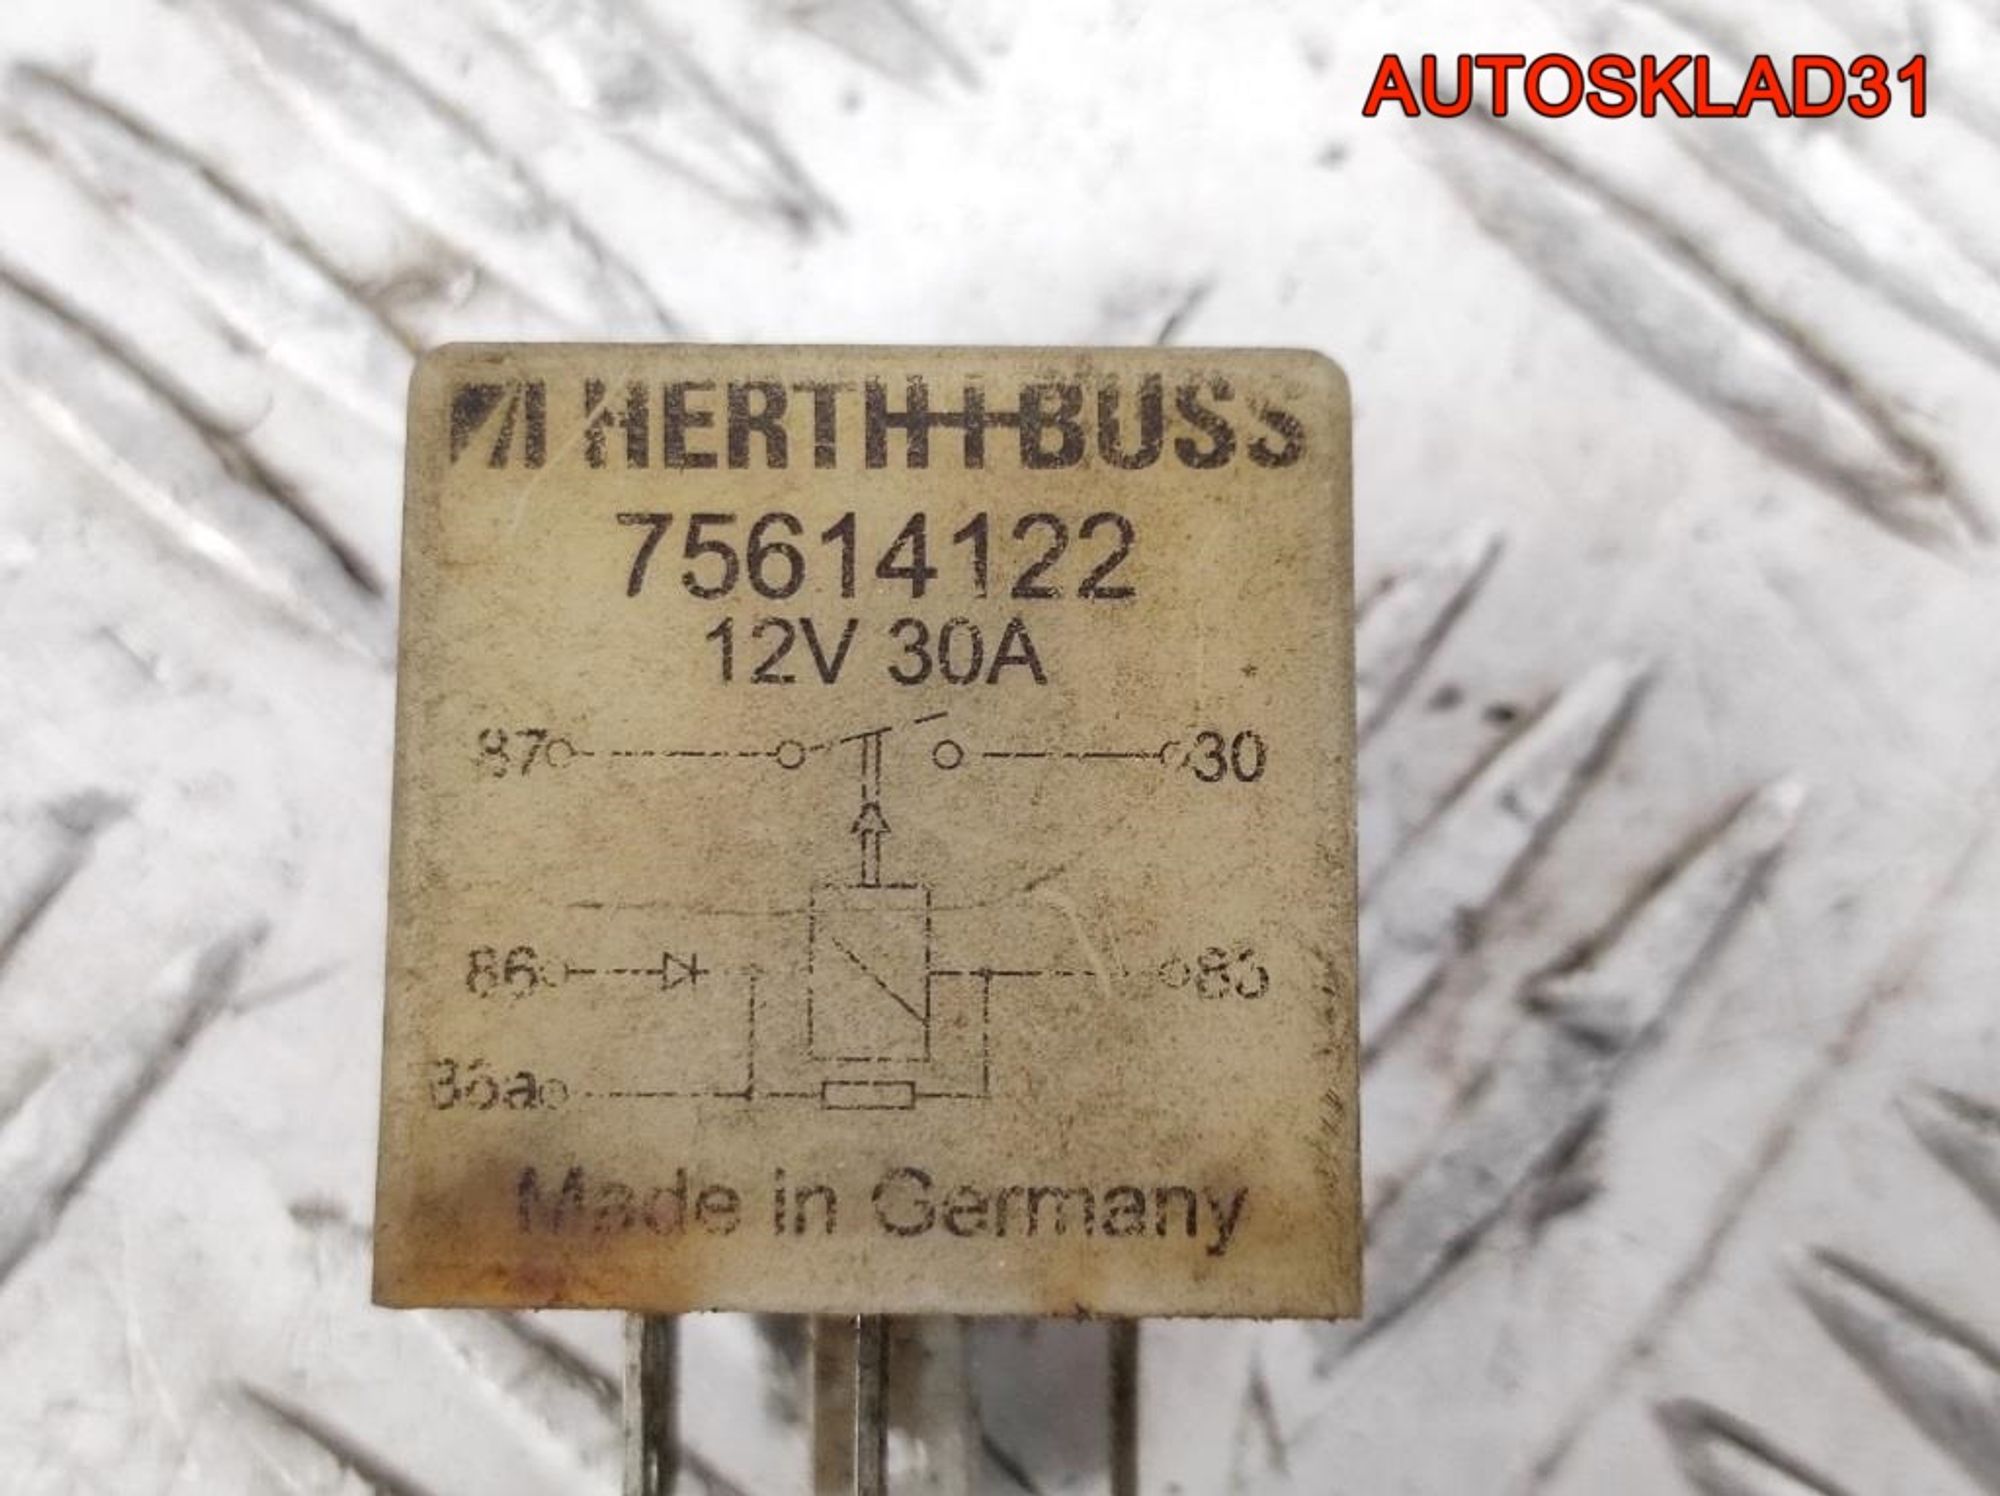 AUTOSKLAD31
HERTH+BUSS
75614122
12V 30A
87 30
86 85
86a
Made in Germany